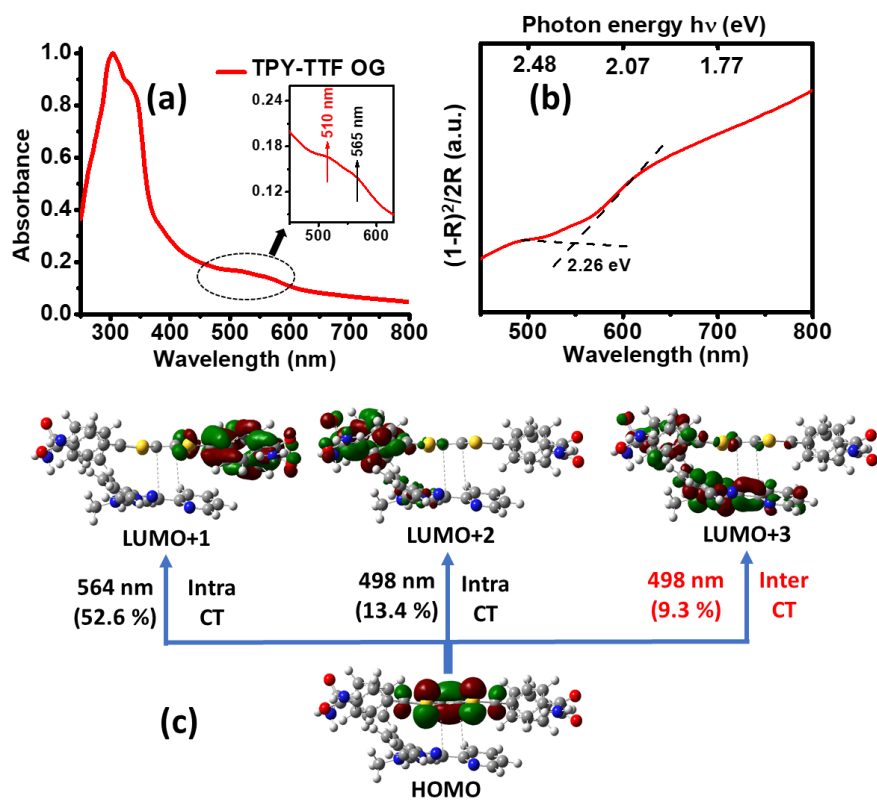 TPY-TTF OG
(a)
0.24
0.18
0.12
510 nm
565 nm
500
600
1.0
0.8
0.6
0.4
0.2
0.0
Absorbance
300
400
500
600
700
800
Wavelength (nm)
Photon energy hν (eV)
2.48
2.07
1.77
(b)
(1-R)²/2R (a.u.)
2.26 eV
500
600
700
800
Wavelength (nm)
LUMO+1
LUMO+2
LUMO+3
564 nm
(52.6 %)
Intra
CT
498 nm
(13.4 %)
Intra
CT
498 nm
(9.3 %)
Inter
CT
(c)
HOMO